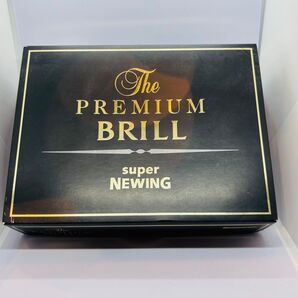 The
PREMIUM
BRILL
super
NEWING